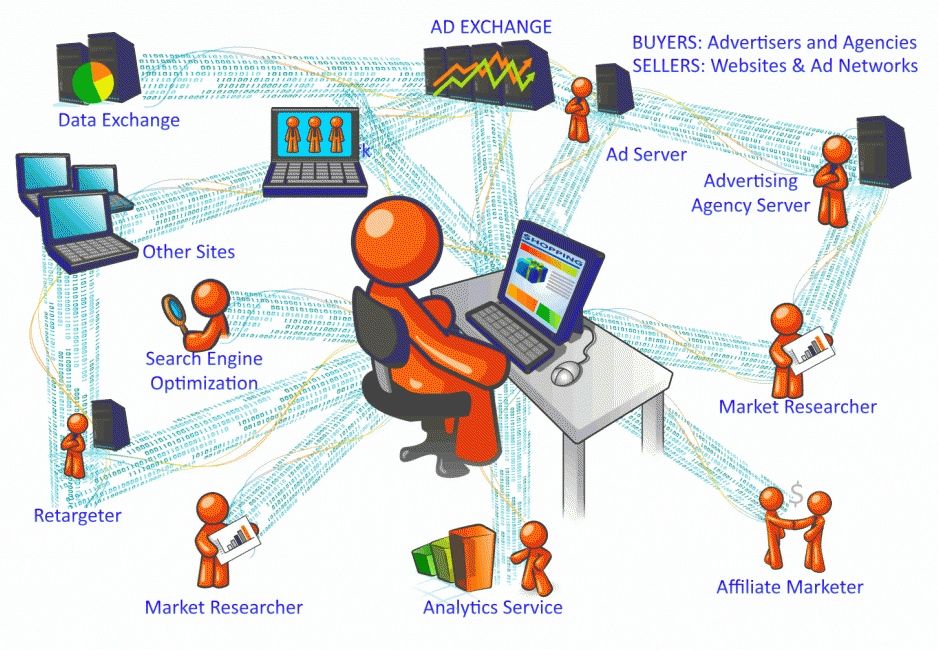 AD EXCHANGE
BUYERS: Advertisers and Agencies
SELLERS: Websites & Ad Networks
Data Exchange
Ad Server
Advertising
Agency Server
Other Sites
SHOPPING
Search Engine
Optimization
Market Researcher
$
Retargeter
Affiliate Marketer
Market Researcher
Analytics Service